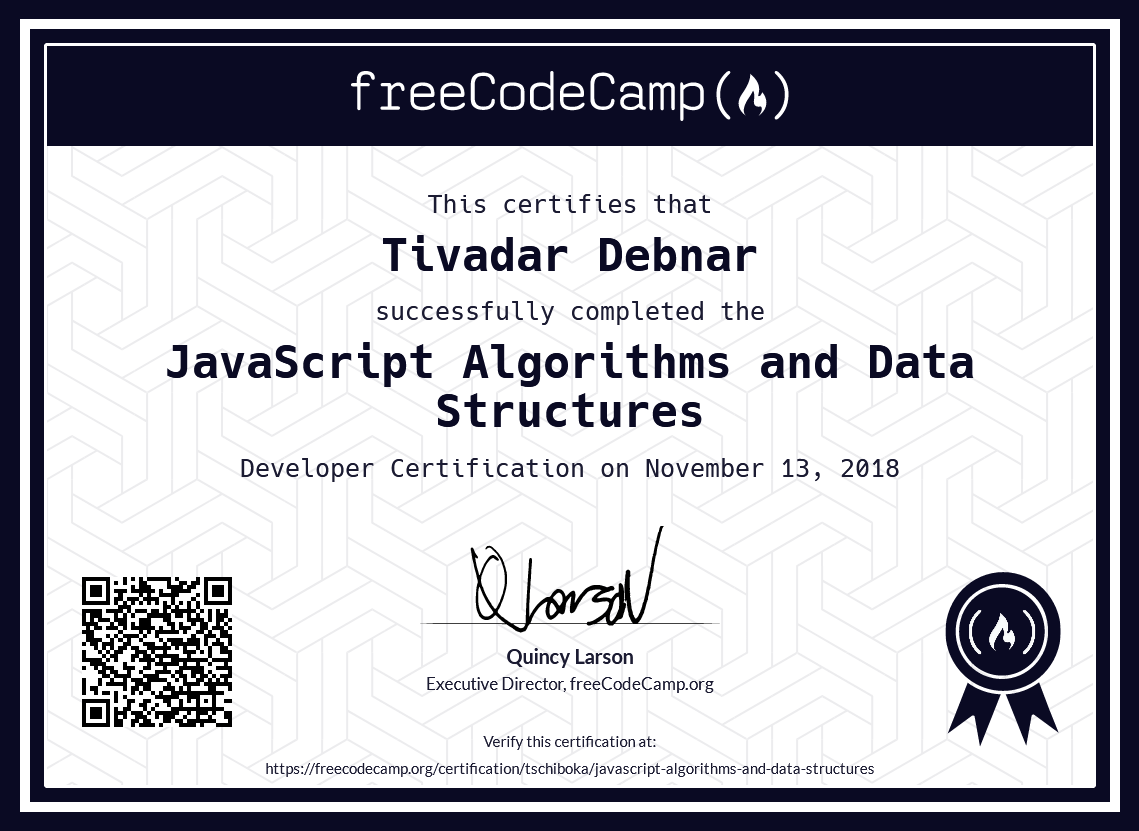 freeCodeCamp
This certifies that
Tivadar Debnar
successfully completed the
JavaScript Algorithms and Data
Structures
Developer Certification on November 13, 2018
Q Larson
Quincy Larson
Executive Director, freeCodeCamp.org
Verify this certification at:
https://freecodecamp.org/certification/tschiboka/javascript-algorithms-and-data-structures